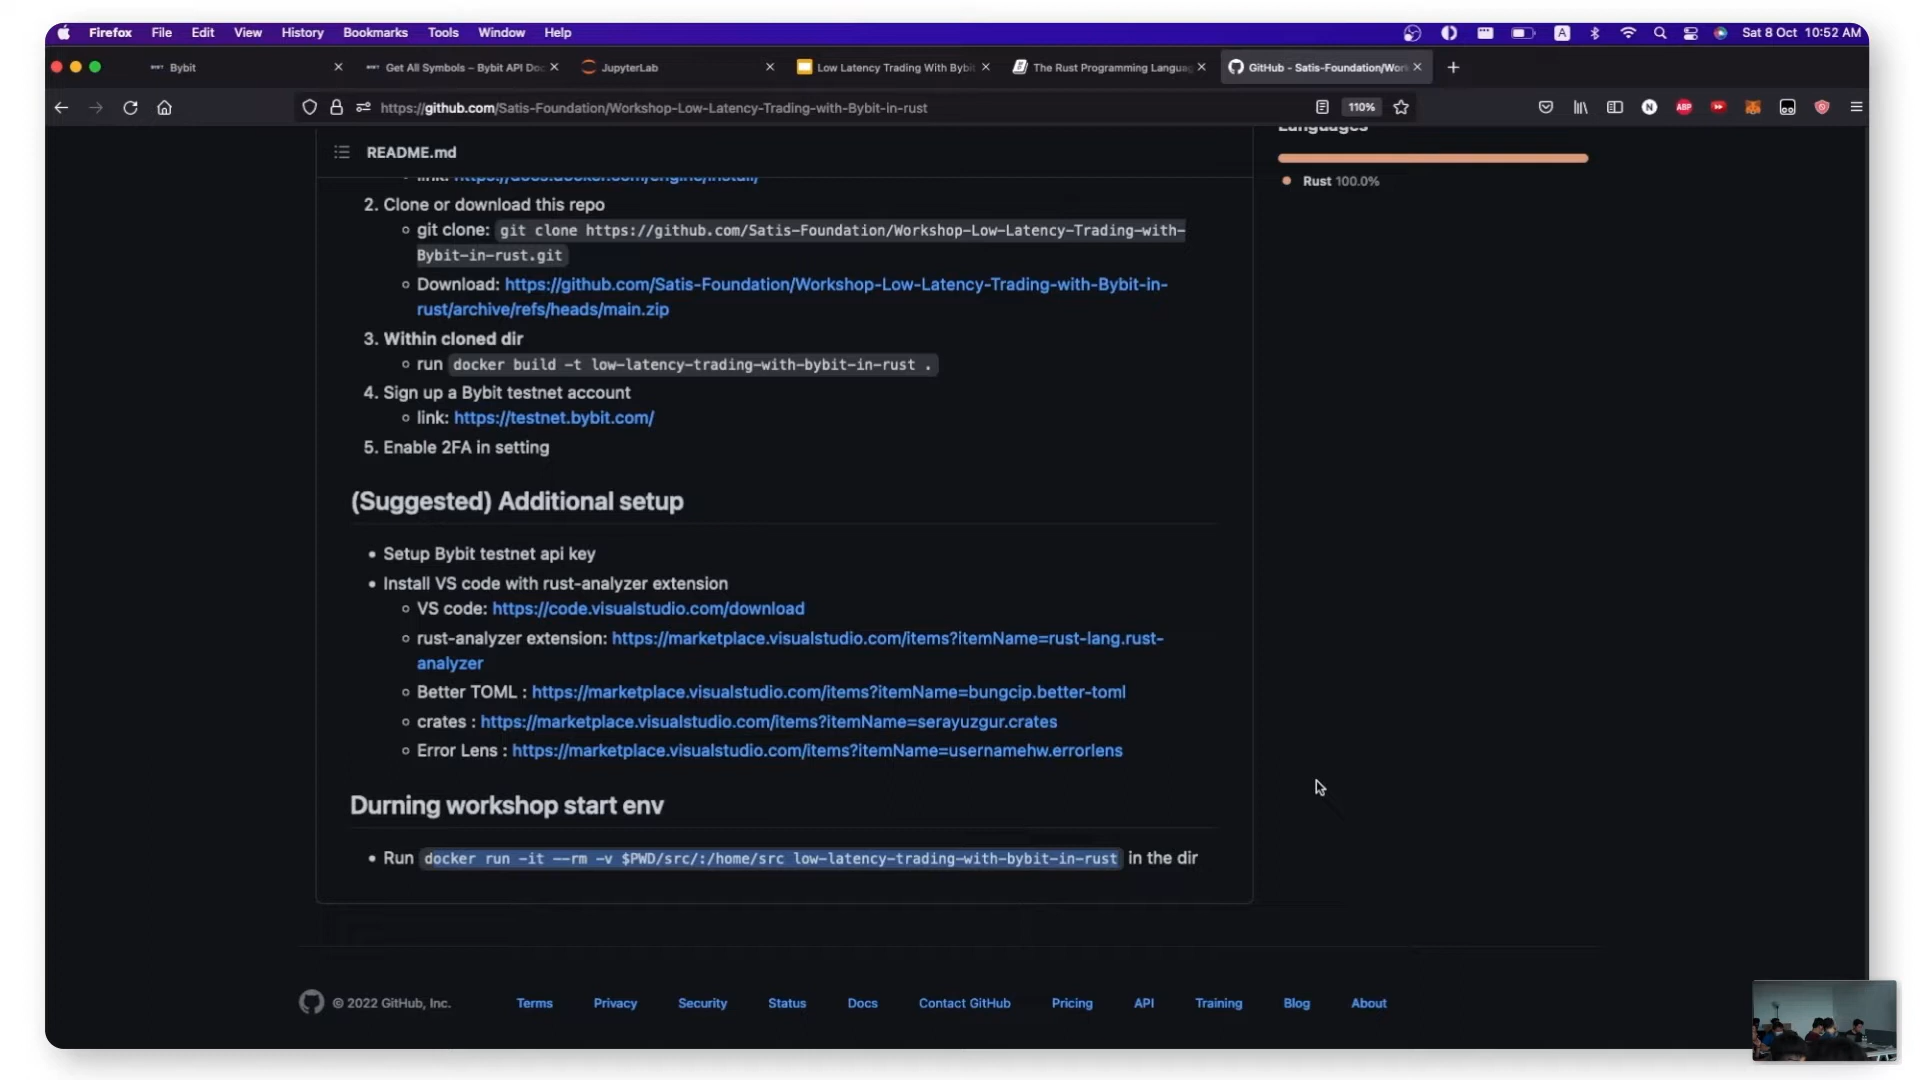 Firefox File Edit View History Bookmarks Tools Window Help
A Sat 8 Oct 10:52 AM
Bybit
Get All Symbols – Bybit API Doc
JupyterLab
Low Latency Trading With Bybit
The Rust Programming Languag
GitHub - Satis-Foundation/Work
https://github.com/Satis-Foundation/Workshop-Low-Latency-Trading-with-Bybit-in-rust
110%
N
ABP
Languages
README.md
Rust 100.0%
link: https://docs.docker.com/engine/install/
2. Clone or download this repo
git clone: git clone https://github.com/Satis-Foundation/Workshop-Low-Latency-Trading-with-
Bybit-in-rust.git
Download: https://github.com/Satis-Foundation/Workshop-Low-Latency-Trading-with-Bybit-in-
rust/archive/refs/heads/main.zip
3. Within cloned dir
run docker build -t low-latency-trading-with-bybit-in-rust .
4. Sign up a Bybit testnet account
link: https://testnet.bybit.com/
5. Enable 2FA in setting
(Suggested) Additional setup
Setup Bybit testnet api key
Install VS code with rust-analyzer extension
VS code: https://code.visualstudio.com/download
rust-analyzer extension: https://marketplace.visualstudio.com/items?itemName=rust-lang.rust-
analyzer
Better TOML : https://marketplace.visualstudio.com/items?itemName=bungcip.better-toml
crates : https://marketplace.visualstudio.com/items?itemName=serayuzgur.crates
Error Lens : https://marketplace.visualstudio.com/items?itemName=usernamehw.errorlens
Durning workshop start env
Run docker run -it --rm -v $PWD/src/:/home/src low-latency-trading-with-bybit-in-rust in the dir
© 2022 GitHub, Inc. Terms Privacy Security Status Docs Contact GitHub Pricing API Training Blog About